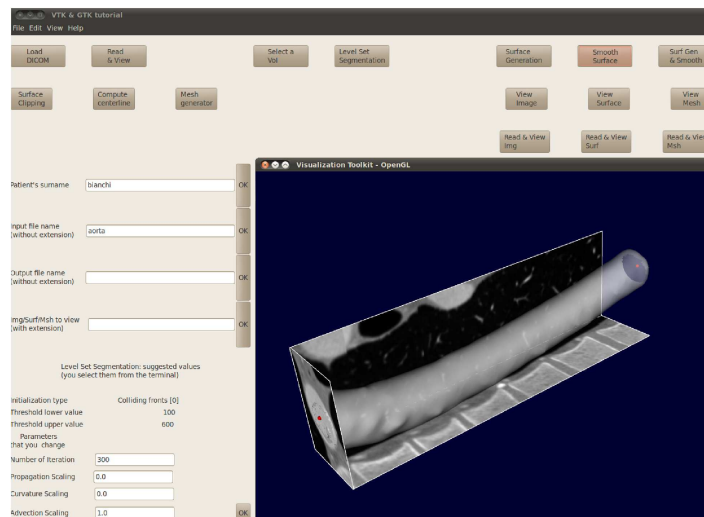 VTK & GTK tutorial
File Edit View Help
Load
DICOM
Read
& View
Select a
VoI
Level Set
Segmentation
Surface
Generation
Smooth
Surface
Surf Gen
& Smooth
Surface
Clipping
Compute
centerline
Mesh
generator
View
Image
View
Surface
View
Mesh
Read & View
Img
Read & View
Surf
Read & View
Msh
Visualization Toolkit - OpenGL
Patient's surname bianchi OK
Input file name
(without extension) aorta OK
Output file name
(without extension) OK
Img/Surf/Msh to view
(with extension) OK
Level Set Segmentation: suggested values
(you select them from the terminal)
Initialization type Colliding fronts [0]
Threshold lower value 100
Threshold upper value 600
Parameters
that you change
Number of Iteration 300
Propagation Scaling 0.0
Curvature Scaling 0.0
Advection Scaling 1.0 OK